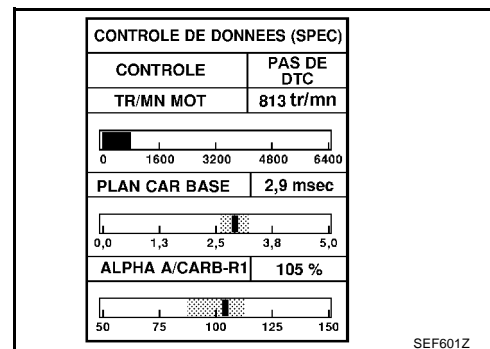 CONTROLE DE DONNEES (SPEC)
CONTROLE PAS DE DTC
TR/MN MOT 813 tr/mn
0 1600 3200 4800 6400
PLAN CAR BASE 2,9 msec
0,0 1,3 2,5 3,8 5,0
ALPHA A/CARB-R1 105 %
50 75 100 125 150
SEF601Z